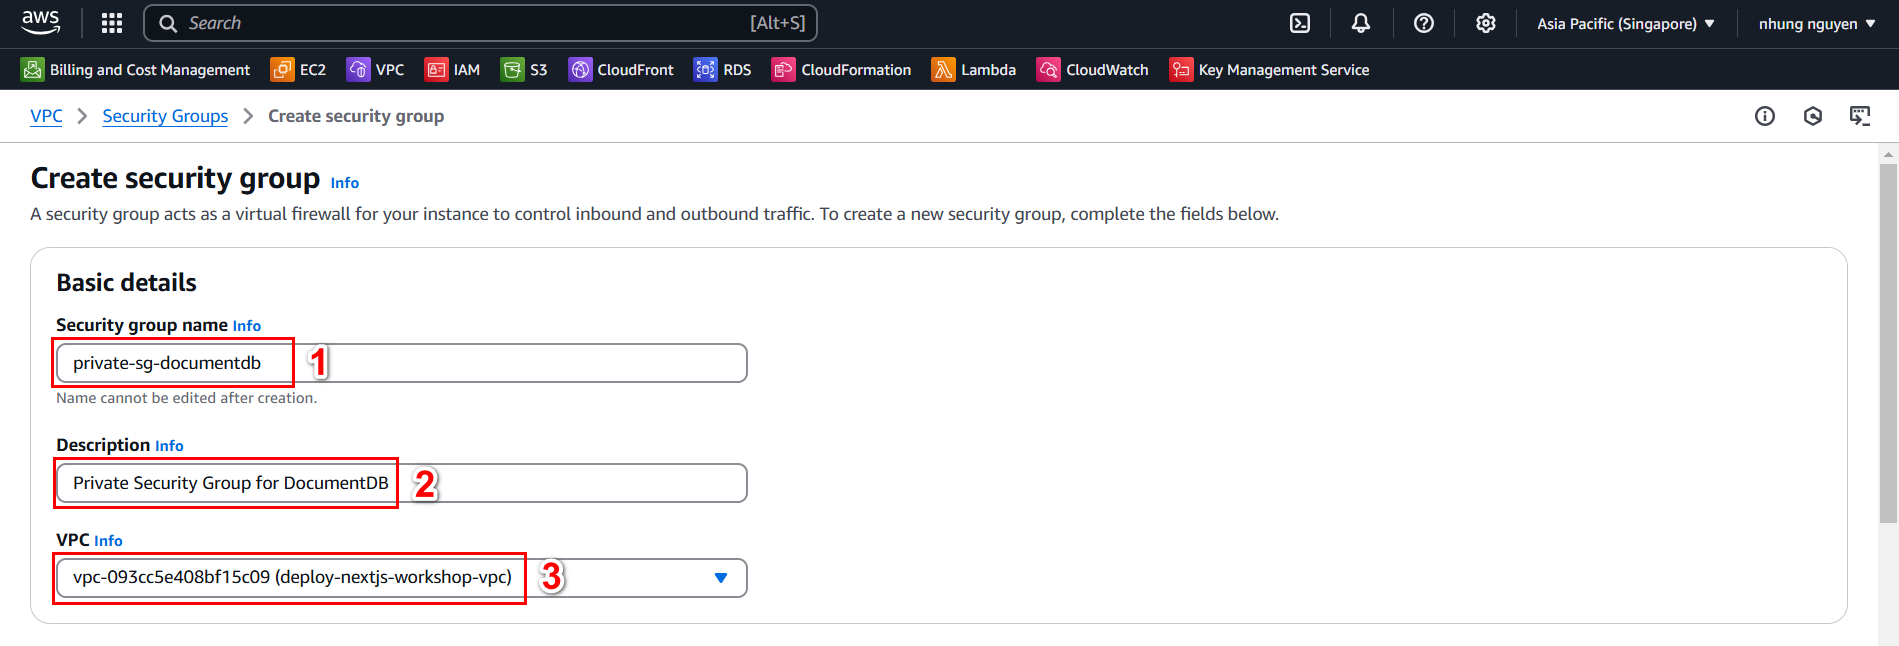 aws Search [Alt+S] Asia Pacific (Singapore) nhung nguyen
Billing and Cost Management EC2 VPC IAM S3 CloudFront RDS CloudFormation Lambda CloudWatch Key Management Service
VPC Security Groups Create security group
Create security group Info
A security group acts as a virtual firewall for your instance to control inbound and outbound traffic. To create a new security group, complete the fields below.
Basic details
Security group name Info
private-sg-documentdb 1
Name cannot be edited after creation.
Description Info
Private Security Group for DocumentDB 2
VPC Info
vpc-093cc5e408bf15c09 (deploy-nextjs-workshop-vpc) 3